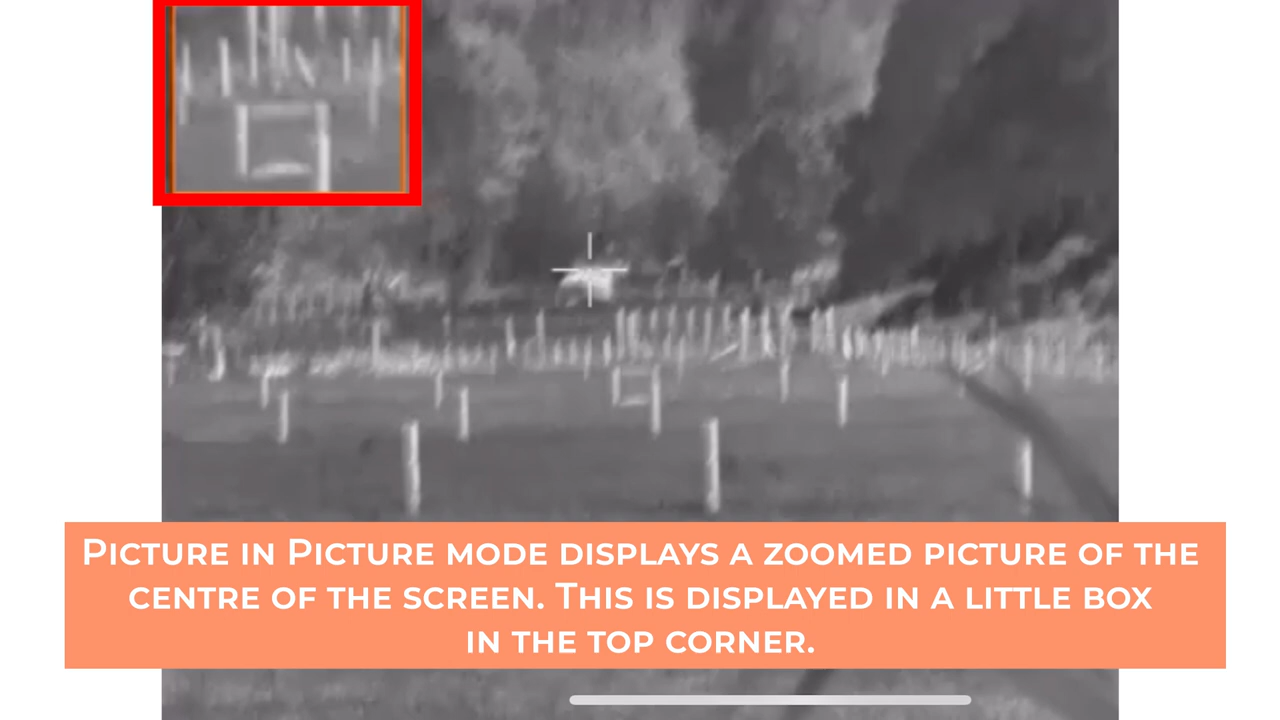 Picture in Picture mode displays a zoomed picture of the
centre of the screen. This is displayed in a little box
in the top corner.